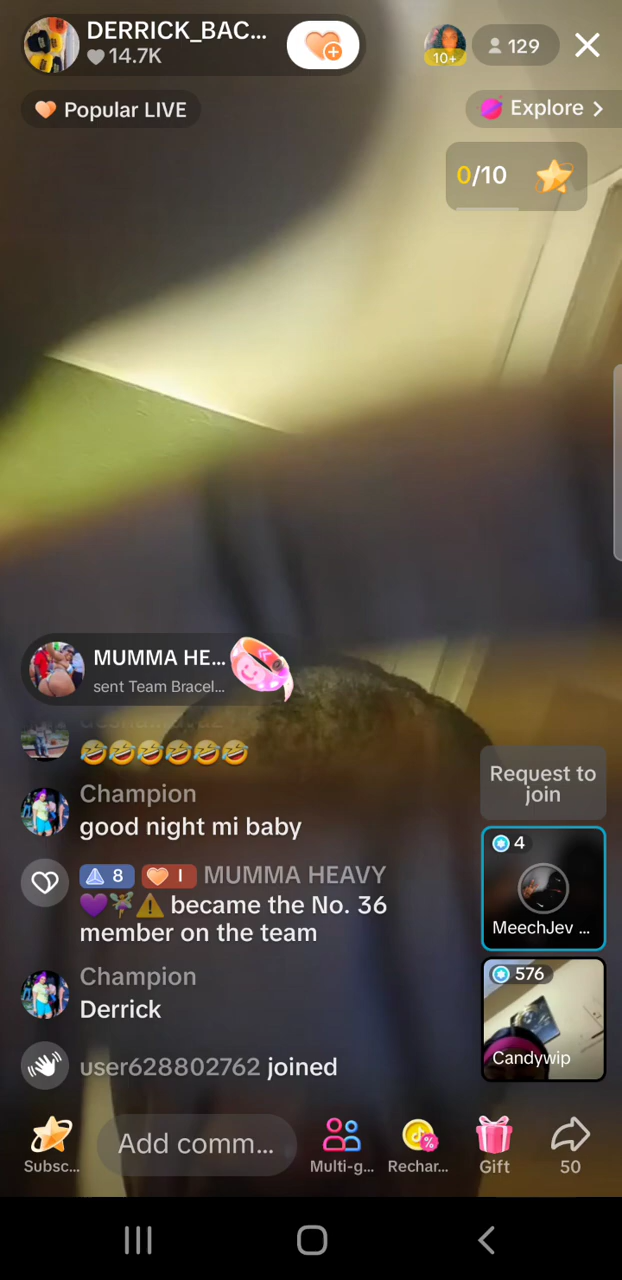 DERRICK_BAC...
14.7K
10+
129
Popular LIVE
Explore
0/10
MUMMA HE...
sent Team Bracel...
🤣🤣🤣🤣🤣🤣
Champion
good night mi baby
8 I MUMMA HEAVY
💜🧚⚠️ became the No. 36
member on the team
Champion
Derrick
user628802762 joined
Request to
join
4
MeechJev ...
576
Candywip
Subsc...
Add comm...
Multi-g...
Rechar...
Gift
50